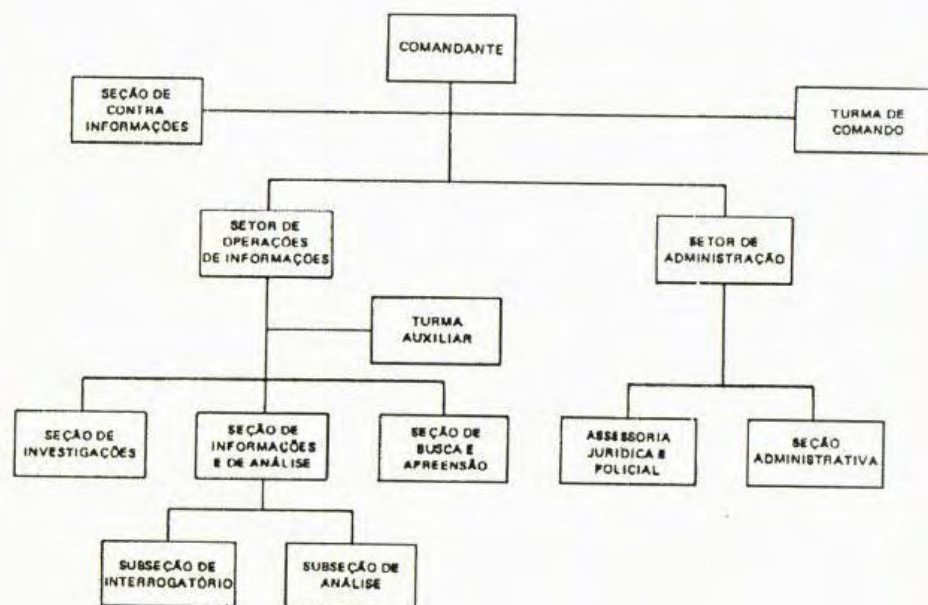 COMANDANTE
SEÇÃO DE
CONTRA
INFORMAÇÕES
TURMA DE
COMANDO
SETOR DE
OPERAÇÕES
DE INFORMAÇÕES
SETOR DE
ADMINISTRAÇÃO
TURMA
AUXILIAR
SEÇÃO DE
INVESTIGAÇÕES
SEÇÃO DE
INFORMAÇÕES
E DE ANÁLISE
SEÇÃO DE
BUSCA E
APREENSÃO
ASSESSORIA
JURÍDICA E
POLICIAL
SEÇÃO
ADMINISTRATIVA
SUBSEÇÃO DE
INTERROGATÓRIO
SUBSEÇÃO DE
ANÁLISE